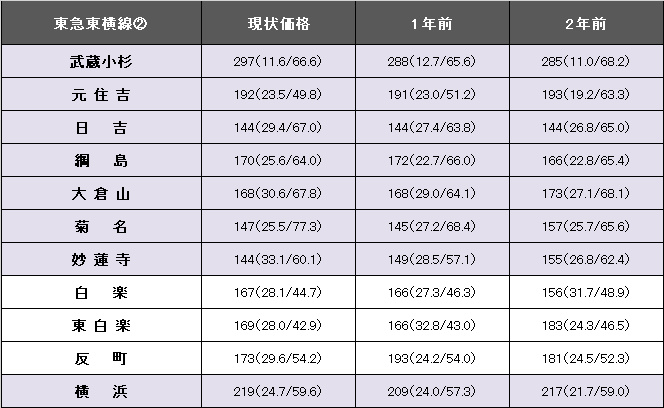 東急東横線② 現状価格 1年前 2年前
武蔵小杉 297(11.6/66.6) 288(12.7/65.6) 285(11.0/68.2)
元住吉 192(23.5/49.8) 191(23.0/51.2) 193(19.2/63.3)
日吉 144(29.4/67.0) 144(27.4/63.8) 144(26.8/65.0)
綱島 170(25.6/64.0) 172(22.7/66.0) 166(22.8/65.4)
大倉山 168(30.6/67.8) 168(29.0/64.1) 173(27.1/68.1)
菊名 147(25.5/77.3) 145(27.2/68.4) 157(25.7/65.6)
妙蓮寺 144(33.1/60.1) 149(28.5/57.1) 155(26.8/62.4)
白楽 167(28.1/44.7) 166(27.3/46.3) 156(31.7/48.9)
東白楽 169(28.0/42.9) 166(32.8/43.0) 183(24.3/46.5)
反町 173(29.6/54.2) 193(24.2/54.0) 181(24.5/52.3)
横浜 219(24.7/59.6) 209(24.0/57.3) 217(21.7/59.0)